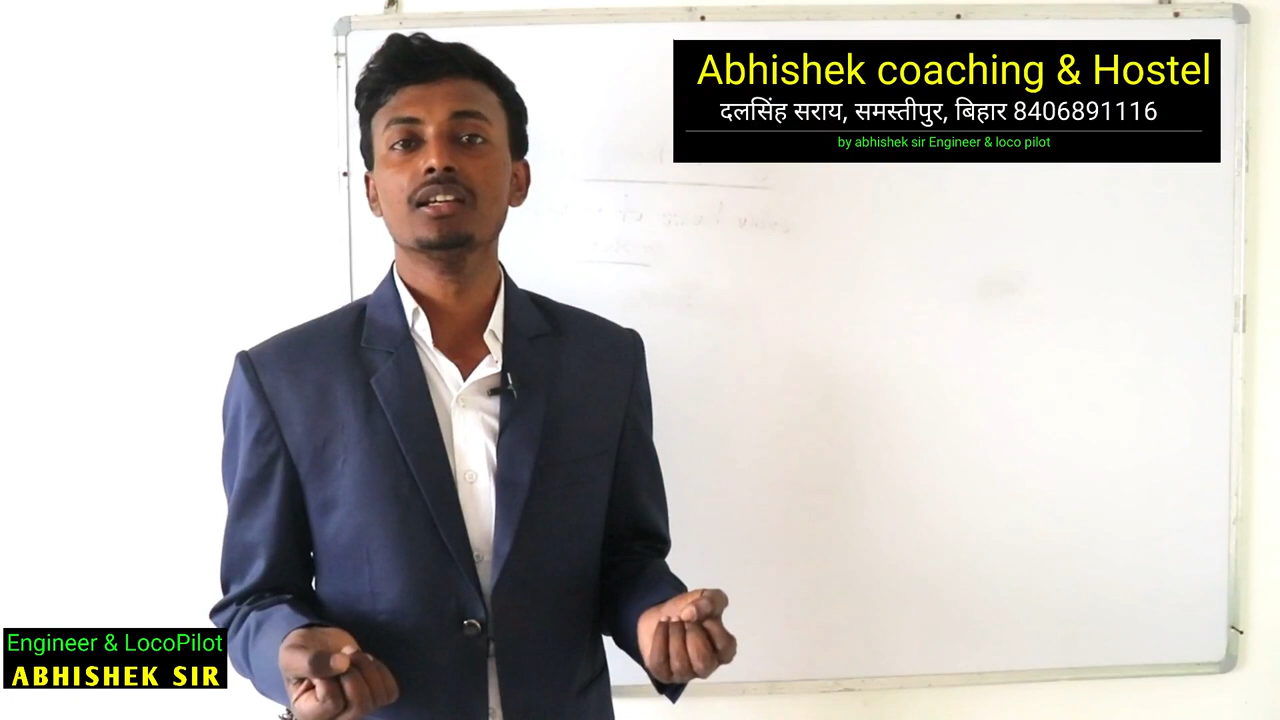 Abhishek coaching & Hostel
दलसिंह सराय, समस्तीपुर, बिहार 8406891116
by abhishek sir Engineer & loco pilot
Engineer & LocoPilot
ABHISHEK SIR